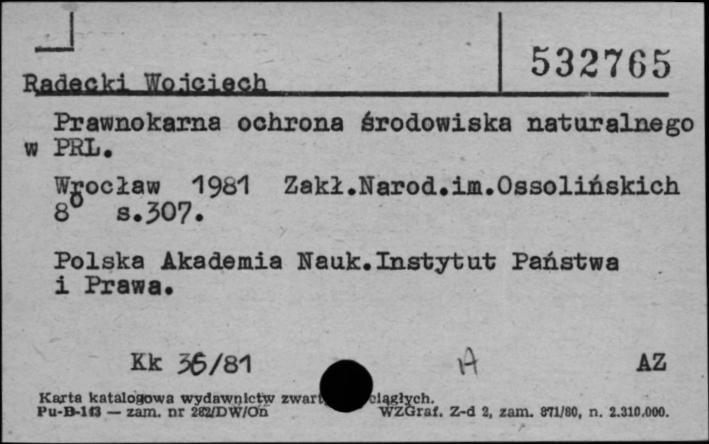 532765
Radecki Wojciech
Prawnokarna ochrona środowiska naturalnego
w PRL.
Wrocław 1981 Zakł.Narod.im.Ossolińskich
8° s.307.
Polska Akademia Nauk.Instytut Państwa
i Prawa.
Kk 36/81 A AZ
Karta katalogowa wydawnictw zwart ciągłych.
Pu-B-113 — zam. nr 282/DW/On WZGraf. Z-d 2, zam. 871/80, n. 2.310.000.